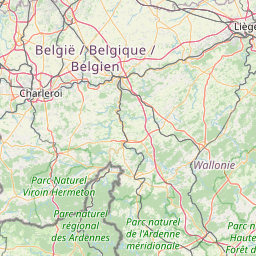 Liège
België / Belgique /
Belgien
Charleroi
Wallonie
Parc Naturel
Viroin Hermeton
Parc naturel
régional
des Ardennes
Parc naturel
de l'Ardenne
méridionale
Parc n
Haute
Forêt d